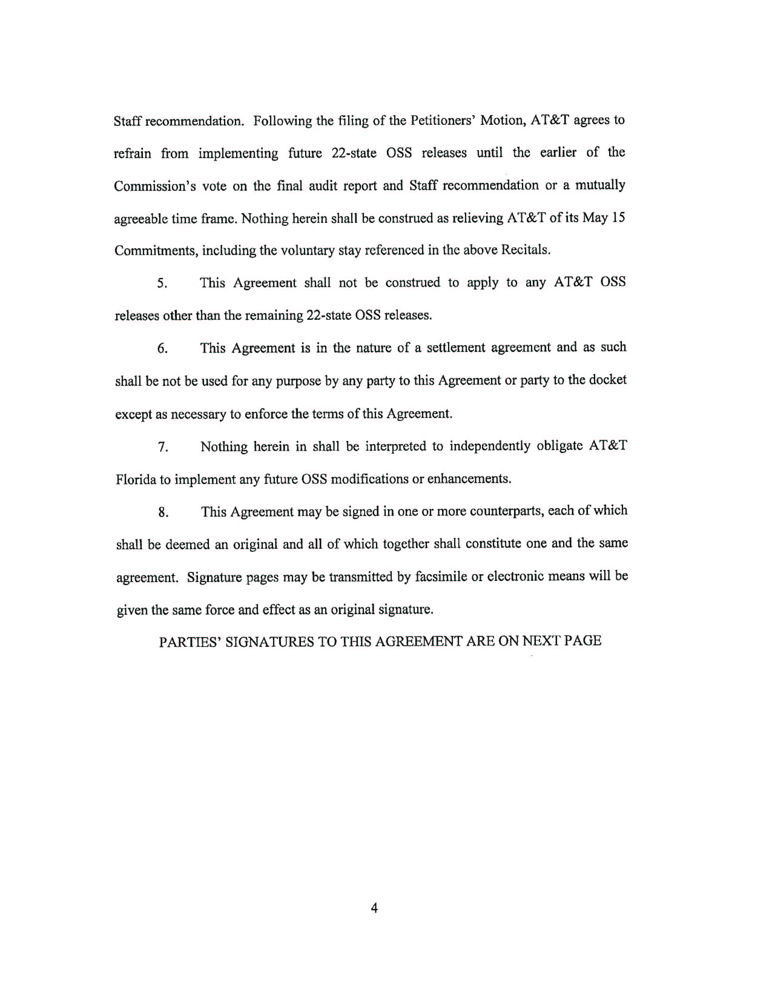 Staff recommendation. Following the filing of the Petitioners' Motion, AT&T agrees to
refrain from implementing future 22-state OSS releases until the earlier of the
Commission's vote on the final audit report and Staff recommendation or a mutually
agreeable time frame. Nothing herein shall be construed as relieving AT&T of its May 15
Commitments, including the voluntary stay referenced in the above Recitals.
5. This Agreement shall not be construed to apply to any AT&T OSS
releases other than the remaining 22-state OSS releases.
6. This Agreement is in the nature of a settlement agreement and as such
shall be not be used for any purpose by any party to this Agreement or party to the docket
except as necessary to enforce the terms of this Agreement.
7. Nothing herein in shall be interpreted to independently obligate AT&T
Florida to implement any future OSS modifications or enhancements.
8. This Agreement may be signed in one or more counterparts, each of which
shall be deemed an original and all of which together shall constitute one and the same
agreement. Signature pages may be transmitted by facsimile or electronic means will be
given the same force and effect as an original signature.
PARTIES' SIGNATURES TO THIS AGREEMENT ARE ON NEXT PAGE
4